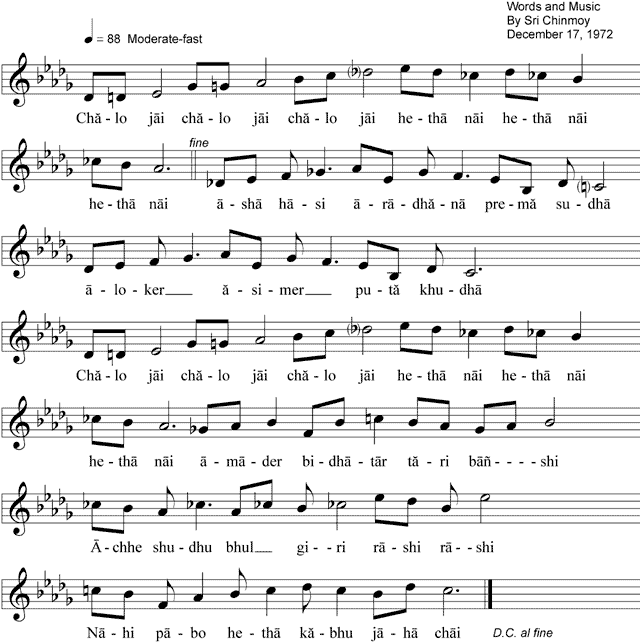 Words and Music
By Sri Chinmoy
December 17, 1972
= 88 Moderate-fast
Chă - lo jāi chă - lo jāi chă - lo jāi he - thā nāi he - thā nāi
fine
he - thā nāi ā - shā hā - si ā - rā - dhă - nā pre - mă su - dhā
ā - lo - ker ă - si - mer pu - tă khu - dhā
Chă - lo jāi chă - lo jāi chă - lo jāi he - thā nāi he - thā nāi
he - thā nāi ā - mā - der bi - dhā - tār tă - ri bāñ - - - - shi
Ā - chhe shu - dhu bhul gi - - ri rā - shi rā - - shi
Nā - hi pā - bo he - thā kă - bhu jā - hā chāi D.C. al fine